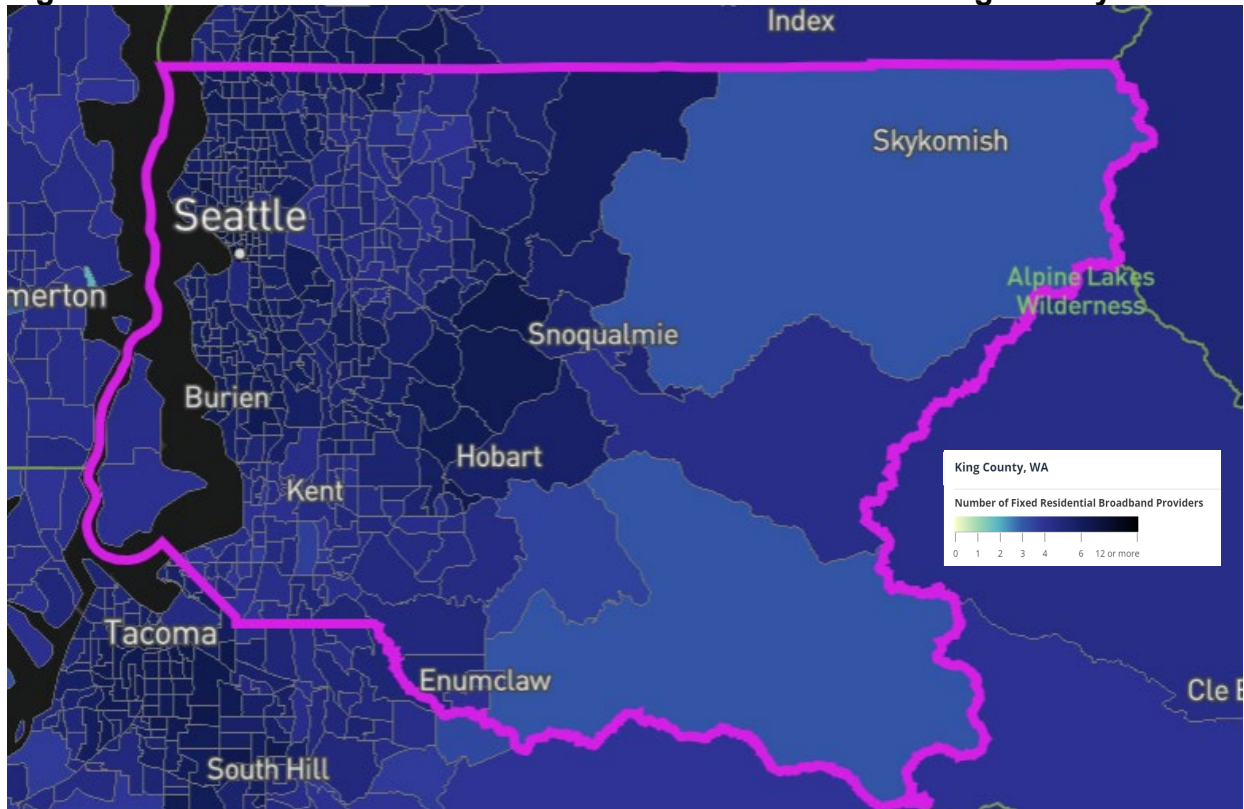 Index
Skykomish
Seattle
Alpine Lakes
Wilderness
merton
Snoqualmie
Burien
Hobart
Kent
King County, WA
Number of Fixed Residential Broadband Providers
0 1 2 3 4 6 12 or more
Tacoma
Enumclaw
Cle E
South Hill